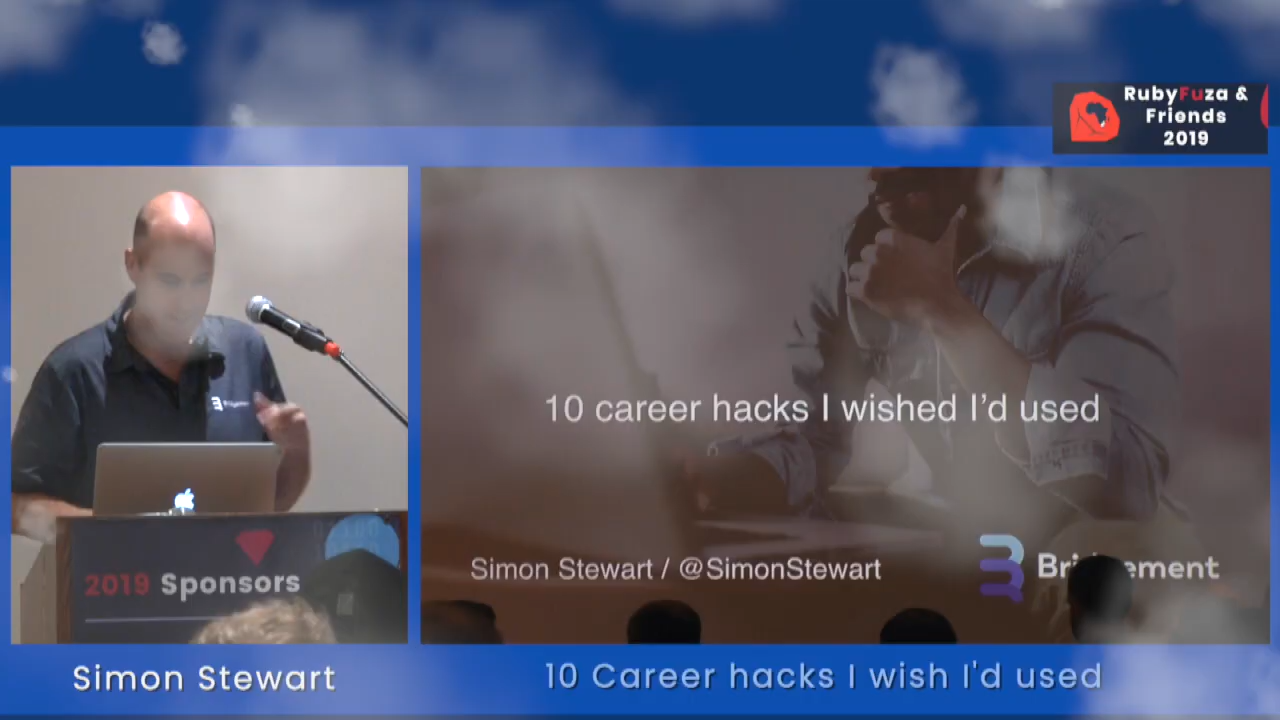 RubyFuza &
Friends
2019
10 career hacks I wished I'd used
Simon Stewart / @SimonStewart
2019 Sponsors
Simon Stewart
10 Career hacks I wish I'd used